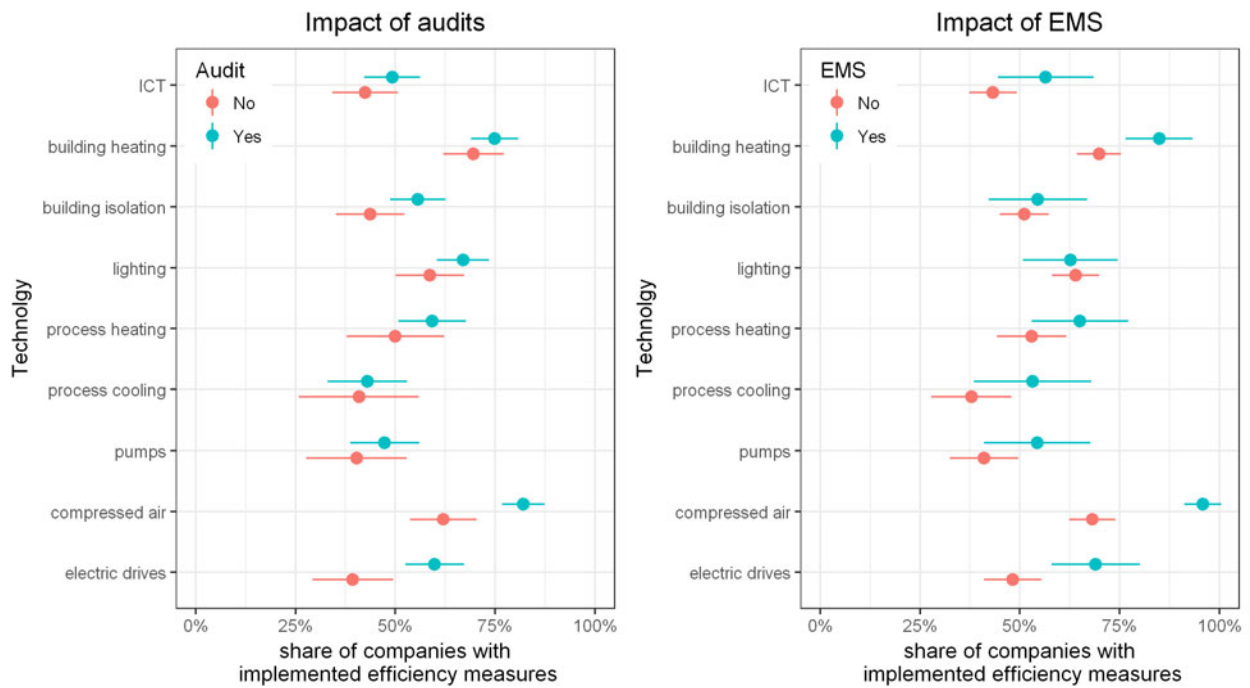 Impact of audits
Audit
No
Yes
Technolgy
ICT
building heating
building isolation
lighting
process heating
process cooling
pumps
compressed air
electric drives
0% 25% 50% 75% 100%
share of companies with
implemented efficiency measures
Impact of EMS
EMS
No
Yes
Technolgy
ICT
building heating
building isolation
lighting
process heating
process cooling
pumps
compressed air
electric drives
0% 25% 50% 75% 100%
share of companies with
implemented efficiency measures